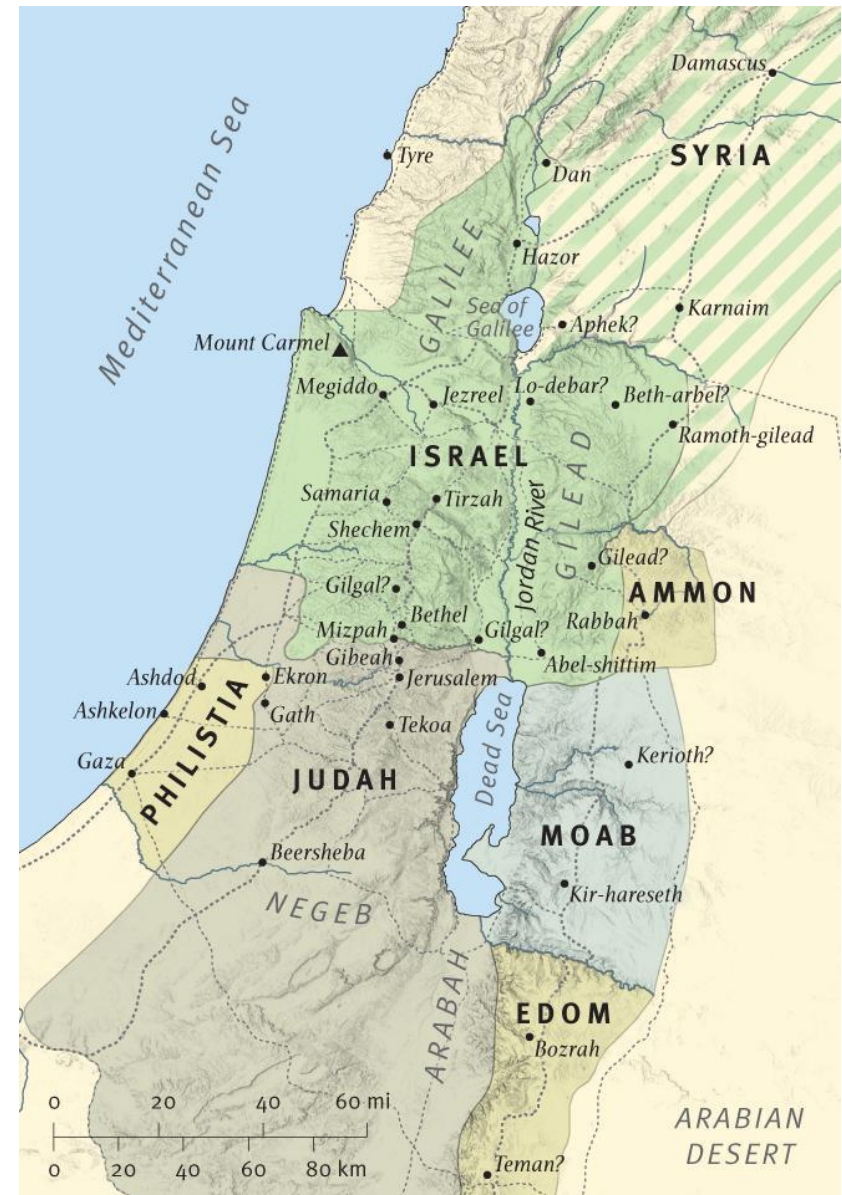 Damascus
Mediterranean Sea
Tyre
SYRIA
Dan
GALILEE
Hazor
Sea of
Galilee
Aphek?
Karnaim
Mount Carmel
Megiddo
Jezreel
Lo-debar?
Beth-arbel?
Ramoth-gilead
ISRAEL
GILEAD
Samaria
Tirzah
Shechem
Jordan River
Gilead?
AMMON
Gilgal?
Bethel
Rabbah
Mizpah
Gilgal?
Gibeah
Abel-shittim
Ashdod
Ekron
Jerusalem
Ashkelon
Gath
Tekoa
PHILISTIA
Dead Sea
Gaza
Kerioth?
JUDAH
MOAB
Beersheba
Kir-hareseth
NEGEB
ARABAH
EDOM
Bozrah
0 20 40 60 mi
0 20 40 60 80 km
ARABIAN
DESERT
Teman?